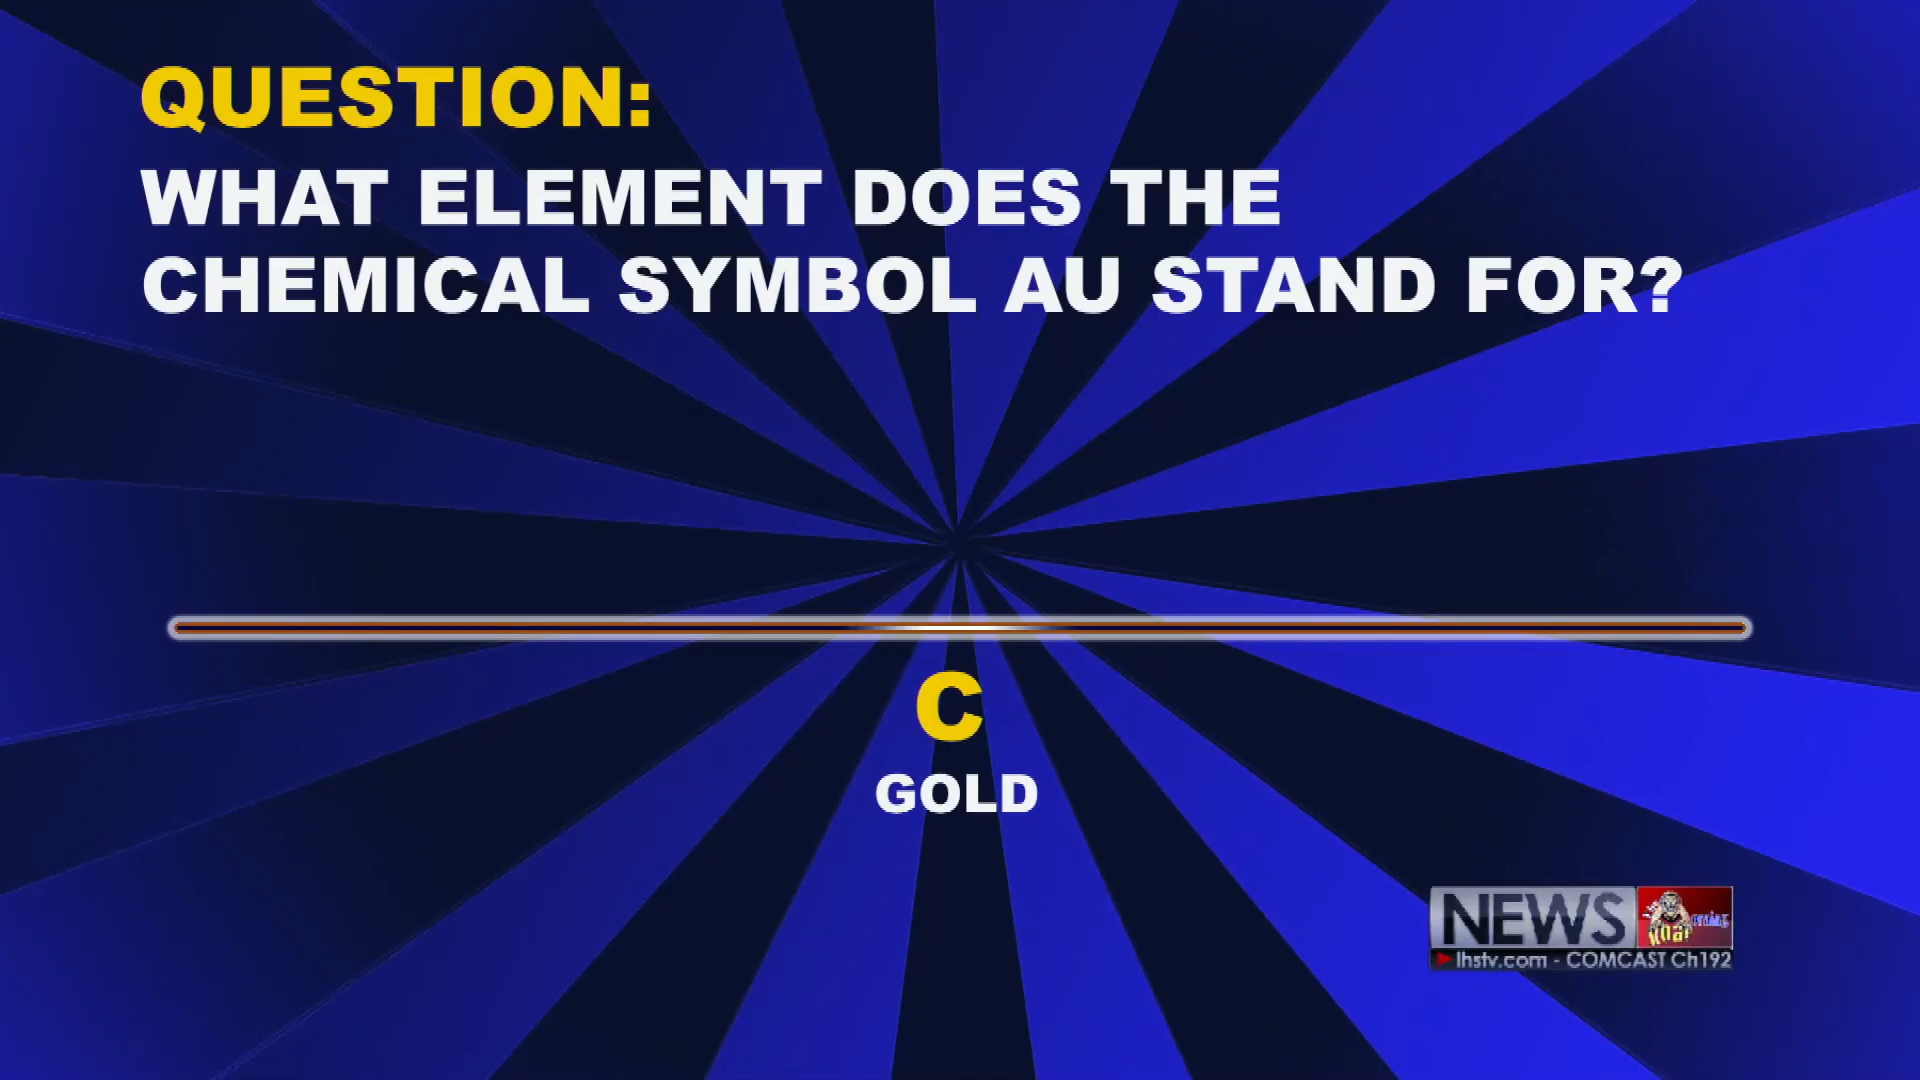 QUESTION:
WHAT ELEMENT DOES THE
CHEMICAL SYMBOL AU STAND FOR?
C
GOLD
NEWS
lhstv.com - COMCAST Ch192